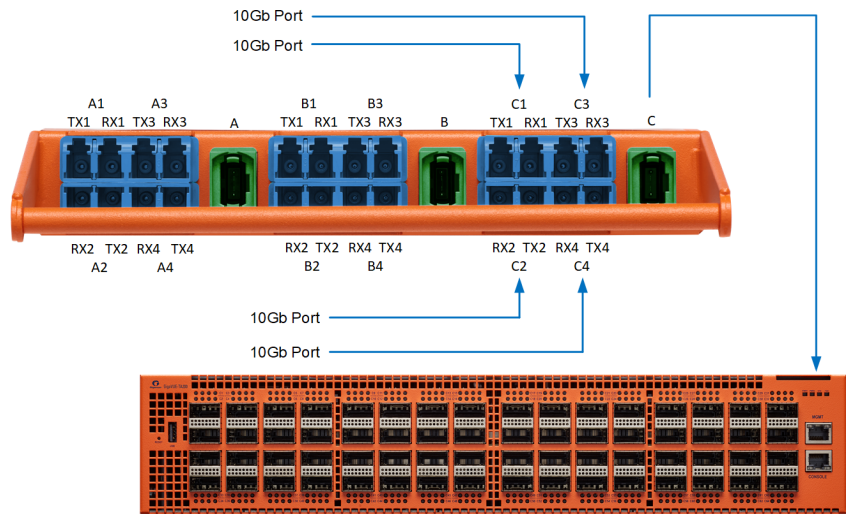 10Gb Port
10Gb Port
A1 A3 B1 B3 C1 C3
TX1 RX1 TX3 RX3 A TX1 RX1 TX3 RX3 B TX1 RX1 TX3 RX3 C
RX2 TX2 RX4 TX4 RX2 TX2 RX4 TX4 RX2 TX2 RX4 TX4
A2 A4 B2 B4 C2 C4
10Gb Port
10Gb Port
MGMT
CONSOLE